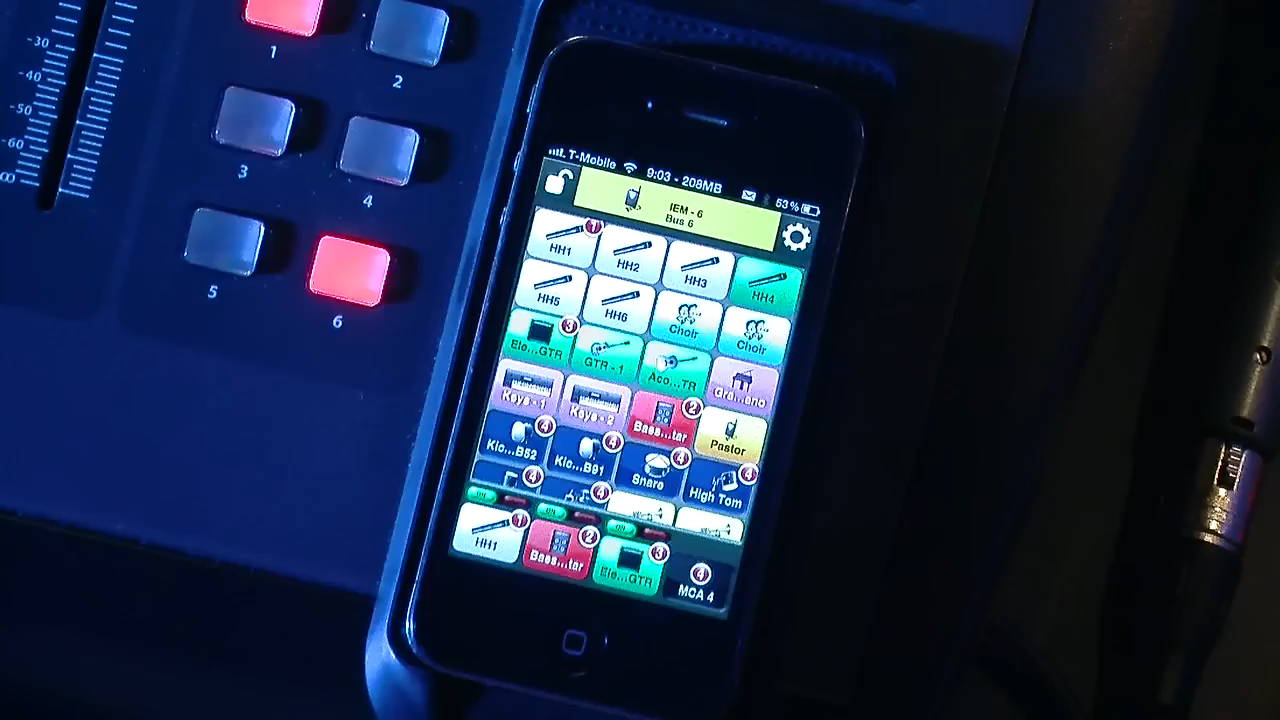 -30
-40
-50
-60
∞
1
2
3
4
5
6
T-Mobile 9:03 - 208MB 53%
IEM - 6
Bus 6
HH1 1 HH2 HH3 HH4
HH5 HH6 Choir Choir
Ele...GTR 3 GTR - 1 Aco...TR Gra...ano
Keys - 1 Keys - 2 Bass...tar 2 Pastor
Kic...B52 4 Kic...B91 4 Snare 4 High Tom 4
4 4
ON ON ON
HH1 1 Bass...tar 2 Ele...GTR 3 MCA 4 4